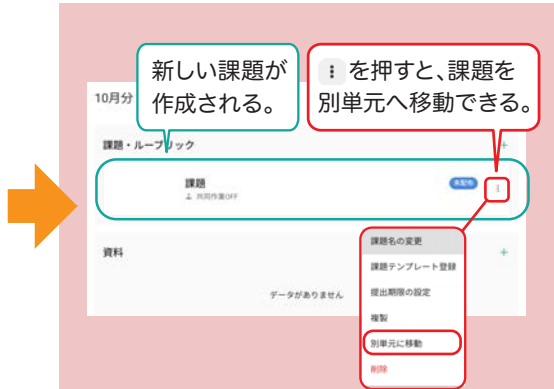 新しい課題が
作成される。
⋮ を押すと、課題を
別単元へ移動できる。
10月分
課題・ルーブリック
+
課題
共同作業OFF
未配布
⋮
資料
+
データがありません
課題名の変更
課題テンプレート登録
提出期限の設定
複製
別単元に移動
削除